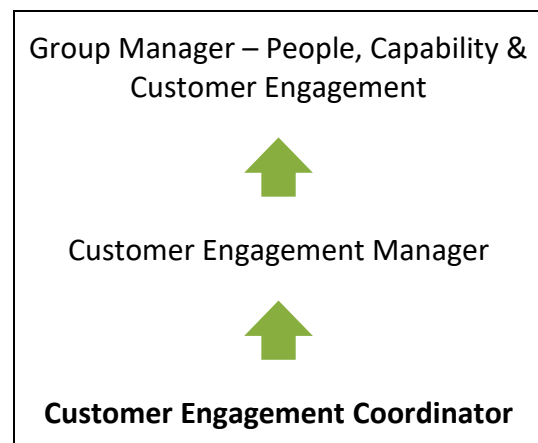 Group Manager – People, Capability &
Customer Engagement
Customer Engagement Manager
Customer Engagement Coordinator